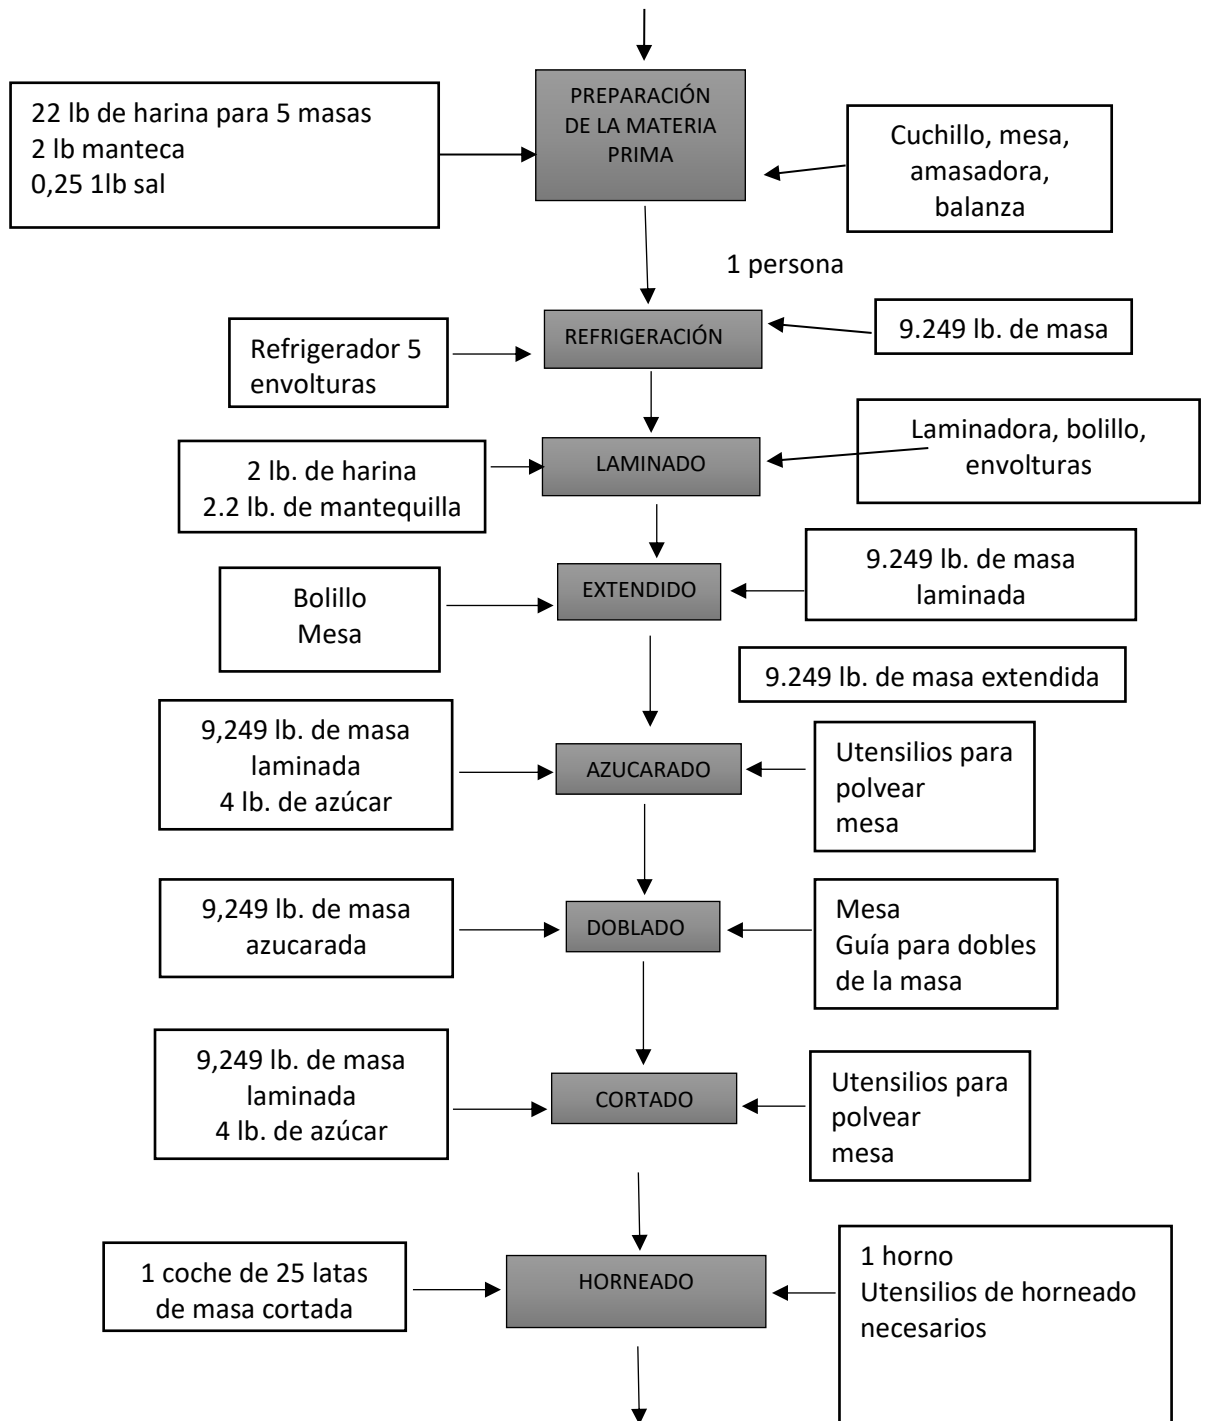 PREPARACIÓN
DE LA MATERIA
PRIMA
22 lb de harina para 5 masas
2 lb manteca
0,25 1lb sal
Cuchillo, mesa,
amasadora,
balanza
1 persona
REFRIGERACIÓN
9.249 lb. de masa
Refrigerador 5
envolturas
Laminadora, bolillo,
envolturas
LAMINADO
2 lb. de harina
2.2 lb. de mantequilla
9.249 lb. de masa
laminada
EXTENDIDO
Bolillo
Mesa
9.249 lb. de masa extendida
9,249 lb. de masa
laminada
4 lb. de azúcar
AZUCARADO
Utensilios para
polvear
mesa
9,249 lb. de masa
azucarada
DOBLADO
Mesa
Guía para dobles
de la masa
9,249 lb. de masa
laminada
4 lb. de azúcar
CORTADO
Utensilios para
polvear
mesa
1 coche de 25 latas
de masa cortada
HORNEADO
1 horno
Utensilios de horneado
necesarios